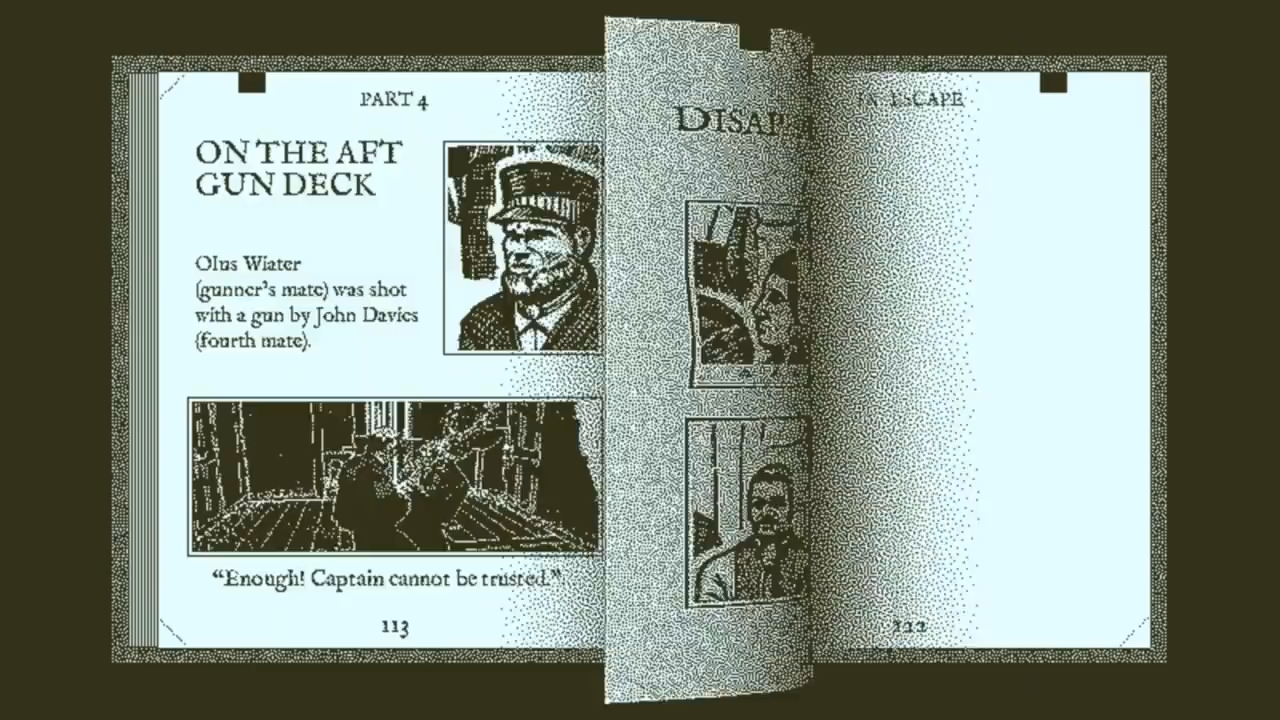 PART 4
ON THE AFT
GUN DECK
Olus Wiater
(gunner's mate) was shot
with a gun by John Davies
(fourth mate).
"Enough! Captain cannot be trusted."
113
ESCAPE